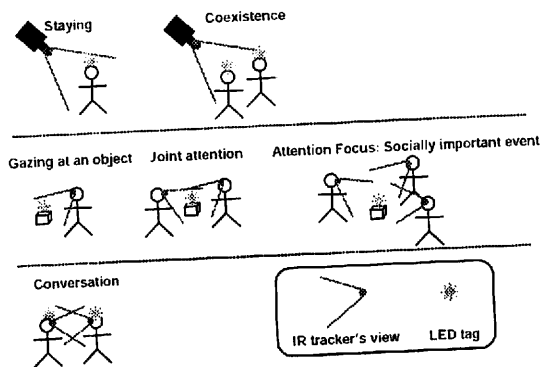 Staying
Coexistence
Gazing at an object
Joint attention
Attention Focus: Socially important event
Conversation
IR tracker's view
LED tag